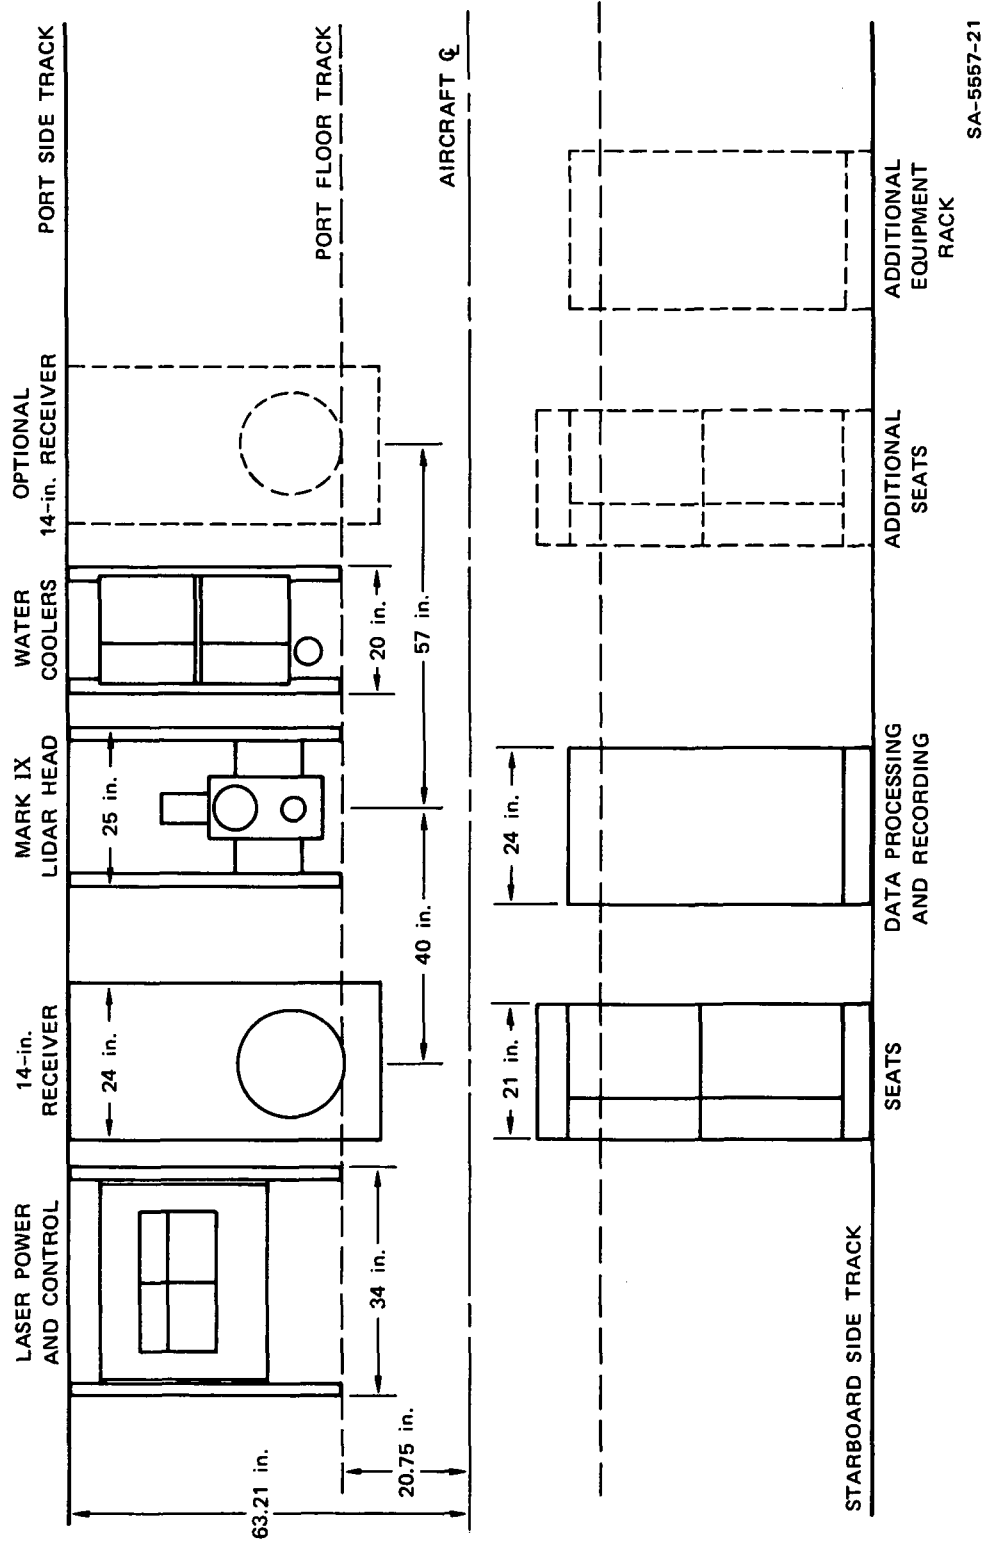 PORT SIDE TRACK
OPTIONAL
14-in. RECEIVER
WATER
COOLERS
MARK IX
LIDAR HEAD
14-in.
RECEIVER
LASER POWER
AND CONTROL
PORT FLOOR TRACK
25 in.
24 in.
20 in.
34 in.
57 in.
40 in.
63.21 in.
20.75 in.
AIRCRAFT ℄
24 in.
21 in.
STARBOARD SIDE TRACK
SEATS
DATA PROCESSING
AND RECORDING
ADDITIONAL
SEATS
ADDITIONAL
EQUIPMENT
RACK
SA-5557-21